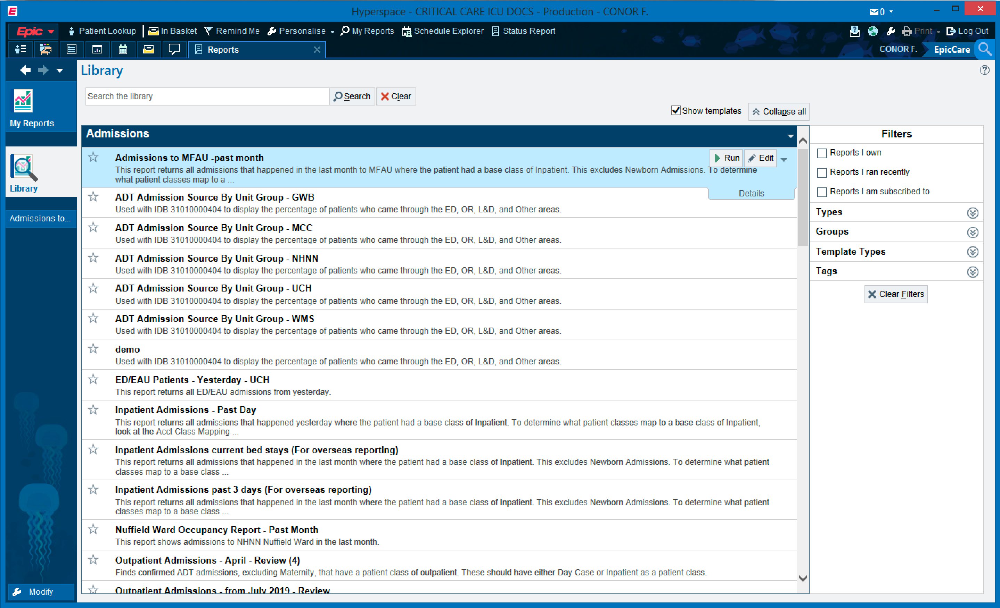 Hyperspace - CRITICAL CARE ICU DOCS - Production - CONOR F.
0
Epic
Patient Lookup
In Basket
Remind Me
Personalise
My Reports
Schedule Explorer
Status Report
Print
Log Out
Reports
CONOR F.
EpicCare
Library
My Reports
Library
Admissions to...
Modify
Search the library
Search
Clear
Show templates
Collapse all
Admissions
Admissions to MFAU -past month
Run
Edit
This report returns all admissions that happened in the last month to MFAU where the patient had a base class of Inpatient. This excludes Newborn Admissions. To determine
what patient classes map to a ...
Details
ADT Admission Source By Unit Group - GWB
Used with IDB 31010000404 to display the percentage of patients who came through the ED, OR, L&D, and Other areas.
ADT Admission Source By Unit Group - MCC
Used with IDB 31010000404 to display the percentage of patients who came through the ED, OR, L&D, and Other areas.
ADT Admission Source By Unit Group - NHNN
Used with IDB 31010000404 to display the percentage of patients who came through the ED, OR, L&D, and Other areas.
ADT Admission Source By Unit Group - UCH
Used with IDB 31010000404 to display the percentage of patients who came through the ED, OR, L&D, and Other areas.
ADT Admission Source By Unit Group - WMS
Used with IDB 31010000404 to display the percentage of patients who came through the ED, OR, L&D, and Other areas.
demo
Used with IDB 31010000404 to display the percentage of patients who came through the ED, OR, L&D, and Other areas.
ED/EAU Patients - Yesterday - UCH
This report returns all ED/EAU admissions from yesterday.
Inpatient Admissions - Past Day
This report returns all admissions that happened yesterday where the patient had a base class of Inpatient. To determine what patient classes map to a base class of Inpatient,
look at the Acct Class Mapping ...
Inpatient Admissions current bed stays (For overseas reporting)
This report returns all admissions that happened in the last month where the patient had a base class of Inpatient. This excludes Newborn Admissions. To determine what patient
classes map to a base class ...
Inpatient Admissions past 3 days (For overseas reporting)
This report returns all admissions that happened in the last month where the patient had a base class of Inpatient. This excludes Newborn Admissions. To determine what patient
classes map to a base class ...
Nuffield Ward Occupancy Report - Past Month
This report shows admissions to NHNN Nuffield Ward in the last month.
Outpatient Admissions - April - Review (4)
Finds confirmed ADT admissions, excluding Maternity, that have a patient class of outpatient. These should have either Day Case or Inpatient as a patient class.
Outpatient Admissions - from July 2019 - Review
Filters
Reports I own
Reports I ran recently
Reports I am subscribed to
Types
Groups
Template Types
Tags
Clear Filters